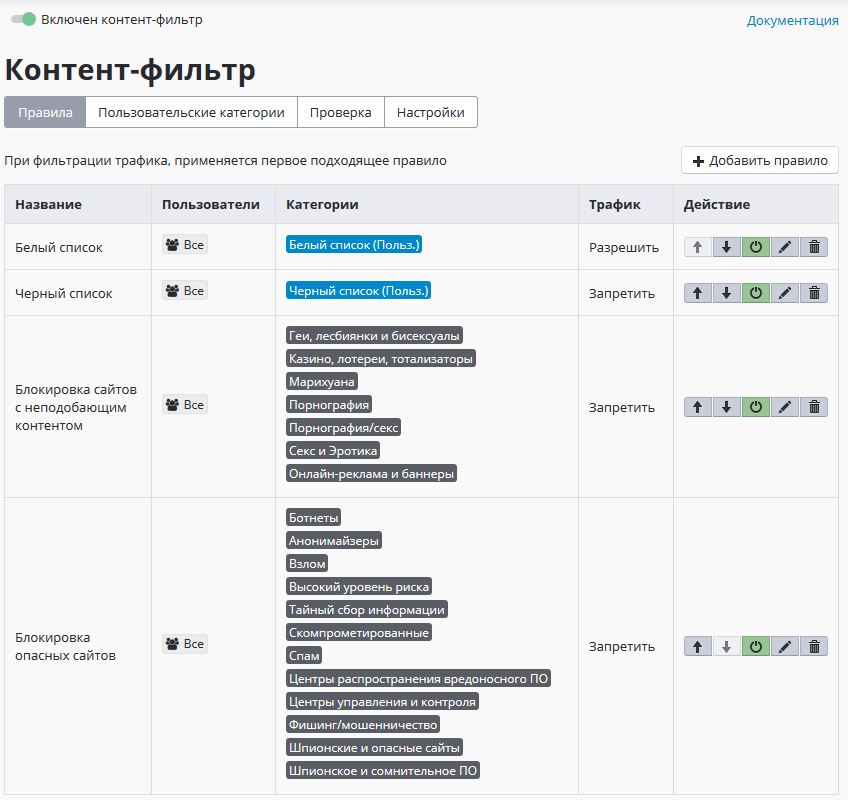 Включен контент-фильтр
Документация
Контент-фильтр
Правила
Пользовательские категории
Проверка
Настройки
При фильтрации трафика, применяется первое подходящее правило
Добавить правило
Название
Пользователи
Категории
Трафик
Действие
Белый список
Все
Белый список (Польз.)
Разрешить
Черный список
Все
Черный список (Польз.)
Запретить
Блокировка сайтов
с неподобающим
контентом
Все
Геи, лесбиянки и бисексуалы
Казино, лотереи, тотализаторы
Марихуана
Порнография
Порнография/секс
Секс и Эротика
Онлайн-реклама и баннеры
Запретить
Блокировка
опасных сайтов
Все
Ботнеты
Анонимайзеры
Взлом
Высокий уровень риска
Тайный сбор информации
Скомпрометированные
Спам
Центры распространения вредоносного ПО
Центры управления и контроля
Фишинг/мошенничество
Шпионские и опасные сайты
Шпионское и сомнительное ПО
Запретить